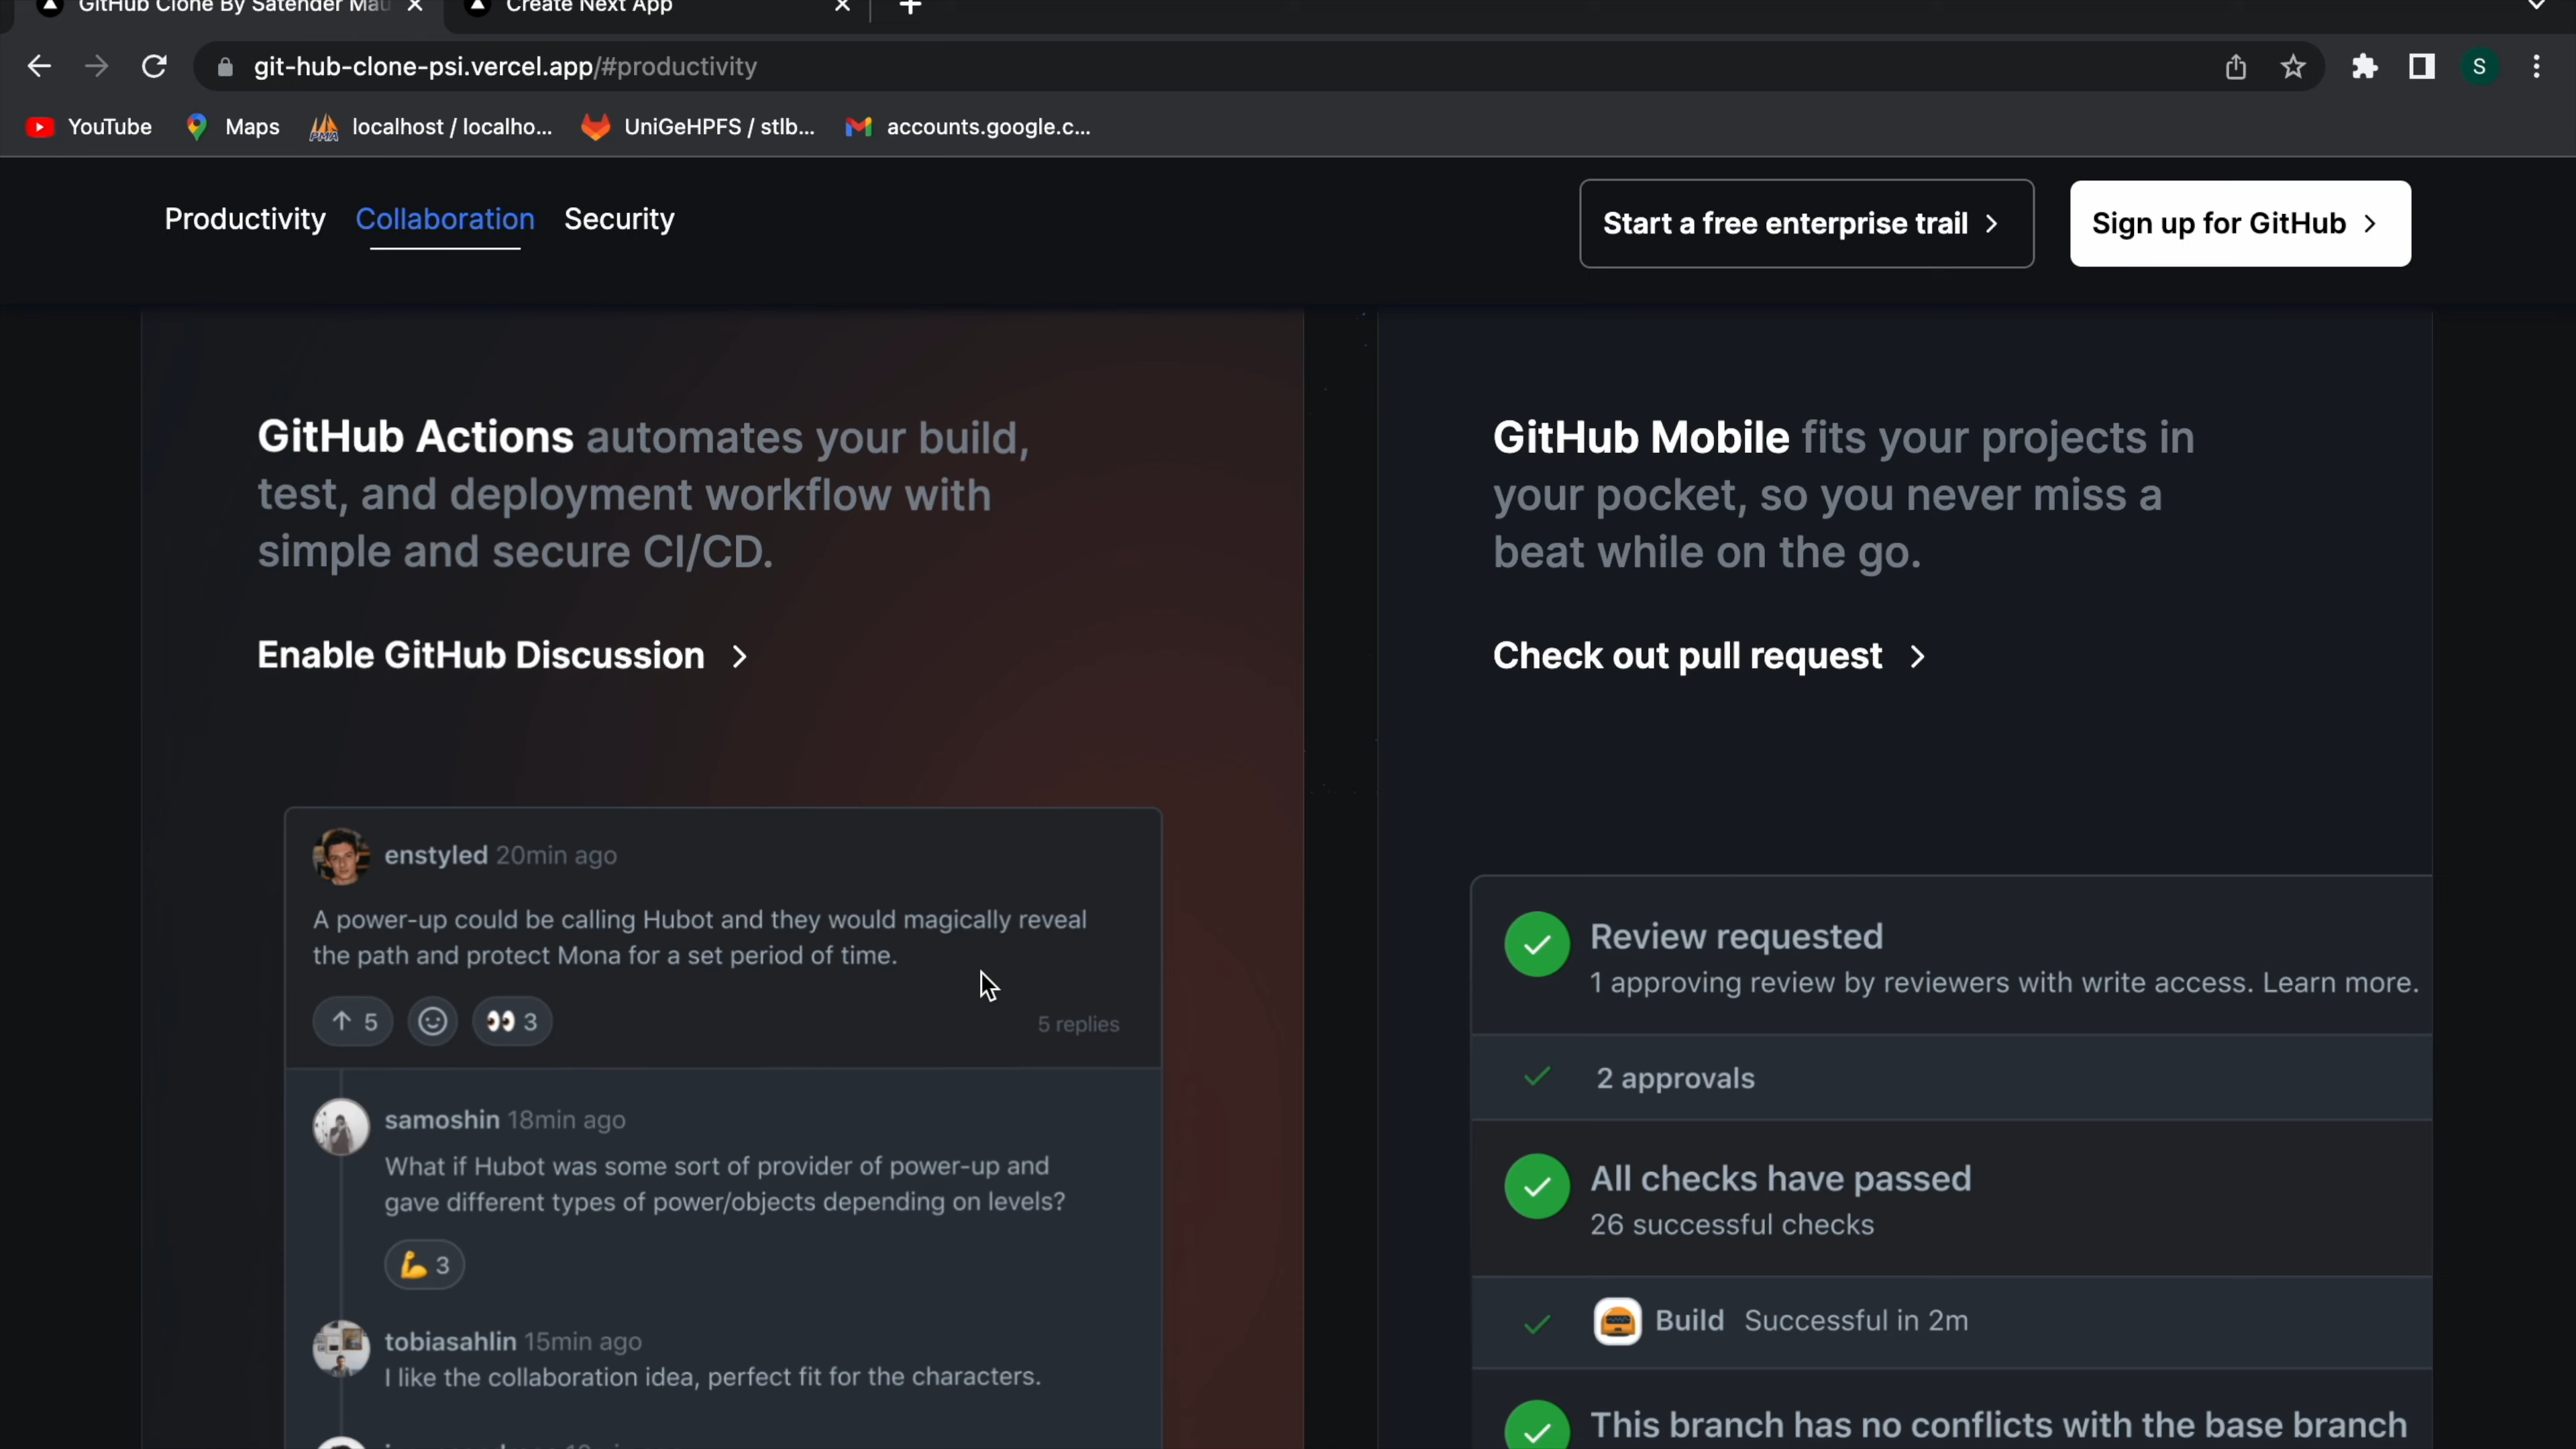 GitHub Clone By Satender Mau
Create Next App
git-hub-clone-psi.vercel.app/#productivity
S
YouTube
Maps
localhost / localho...
UniGeHPFS / stlb...
accounts.google.c...
Productivity
Collaboration
Security
Start a free enterprise trail
Sign up for GitHub
GitHub Actions automates your build,
test, and deployment workflow with
simple and secure CI/CD.
Enable GitHub Discussion
enstyled 20min ago
A power-up could be calling Hubot and they would magically reveal
the path and protect Mona for a set period of time.
5
3
5 replies
samoshin 18min ago
What if Hubot was some sort of provider of power-up and
gave different types of power/objects depending on levels?
3
tobiasahlin 15min ago
I like the collaboration idea, perfect fit for the characters.
GitHub Mobile fits your projects in
your pocket, so you never miss a
beat while on the go.
Check out pull request
Review requested
1 approving review by reviewers with write access. Learn more.
2 approvals
All checks have passed
26 successful checks
Build Successful in 2m
This branch has no conflicts with the base branch